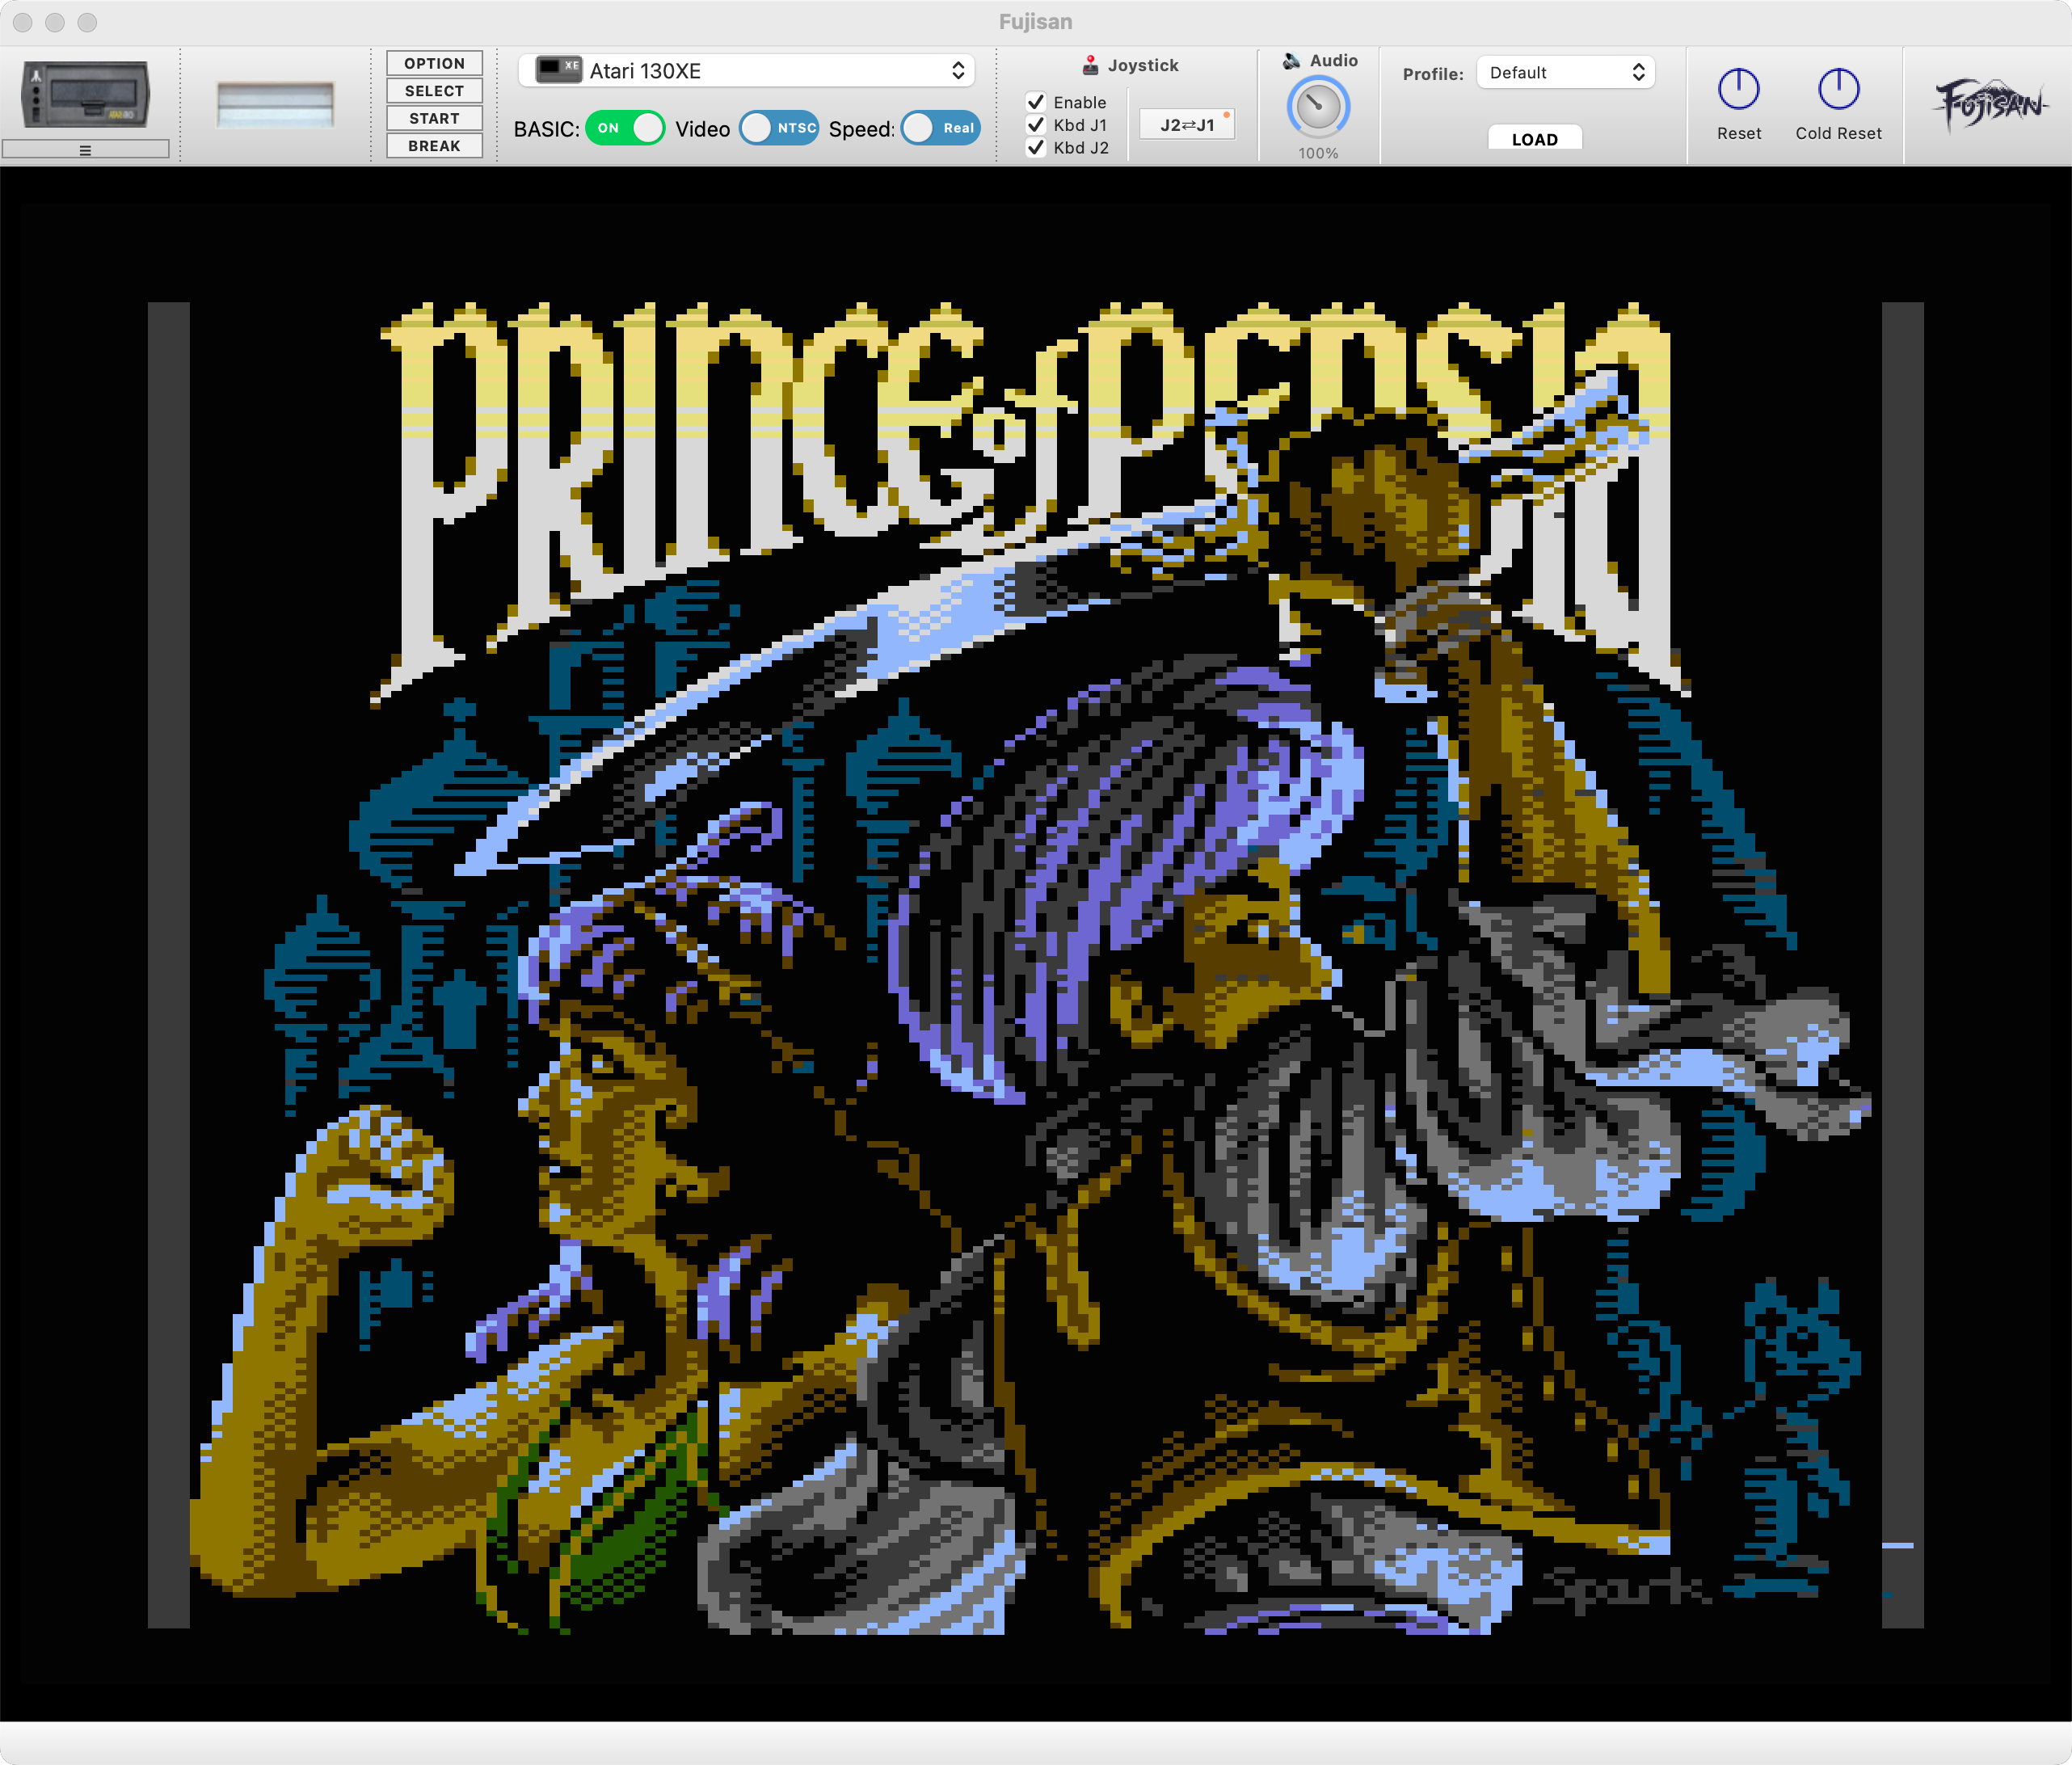 Fujisan
OPTION
SELECT
START
BREAK
XE Atari 130XE
BASIC: ON Video NTSC Speed: Real
Joystick
Enable
Kbd J1
Kbd J2
J2⇄J1
Audio
100%
Profile: Default
LOAD
Reset
Cold Reset
FUJISAN
PRINCE of PERSIA